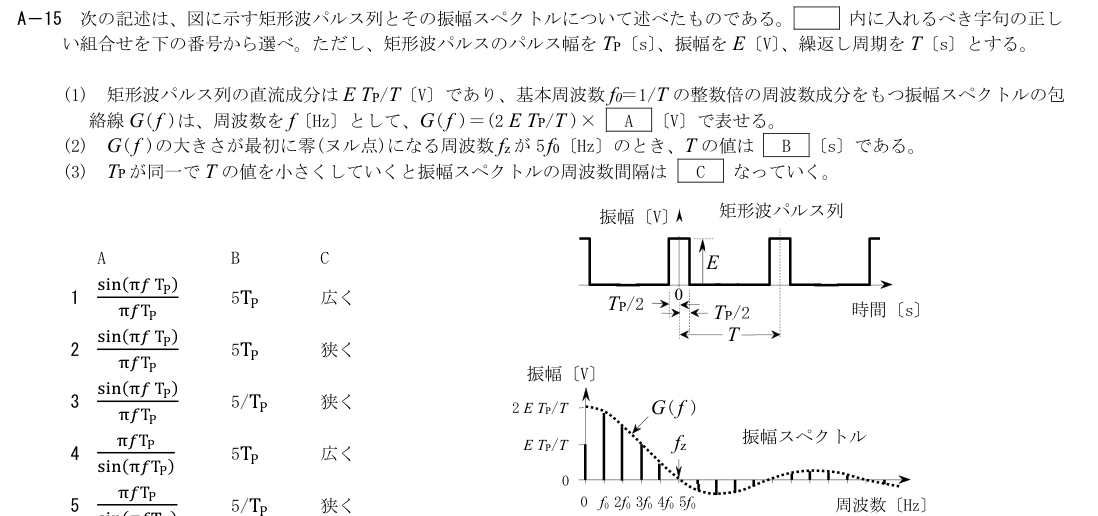 A－15　次の記述は、図に示す矩形波パルス列とその振幅スペクトルについて述べたものである。　　　内に入れるべき字句の正し
い組合せを下の番号から選べ。ただし、矩形波パルスのパルス幅を TP〔s〕、振幅を E〔V〕、繰返し周期を T〔s〕とする。
(1)　矩形波パルス列の直流成分は E TP/T〔V〕であり、基本周波数 f0＝1/T の整数倍の周波数成分をもつ振幅スペクトルの包
絡線 G(f)は、周波数を f〔Hz〕として、G(f)＝(2 E TP/T)× A 〔V〕で表せる。
(2)　G(f)の大きさが最初に零(ヌル点)になる周波数 fz が 5f0〔Hz〕のとき、T の値は B 〔s〕である。
(3)　TP が同一で T の値を小さくしていくと振幅スペクトルの周波数間隔は C なっていく。
A　B　C
1　sin(πf TP)/πfTP　5TP　広く
2　sin(πf TP)/πfTP　5TP　狭く
3　sin(πf TP)/πfTP　5/TP　狭く
4　πfTP/sin(πfTP)　5TP　広く
5　πfTP/sin(πfTP)　5/TP　狭く
振幅〔V〕　矩形波パルス列
E
TP/2　0　TP/2
時間〔s〕
T
振幅〔V〕
2 E TP/T　G(f)
E TP/T　fz　振幅スペクトル
0
0　f0　2f0　3f0　4f0　5f0　周波数〔Hz〕